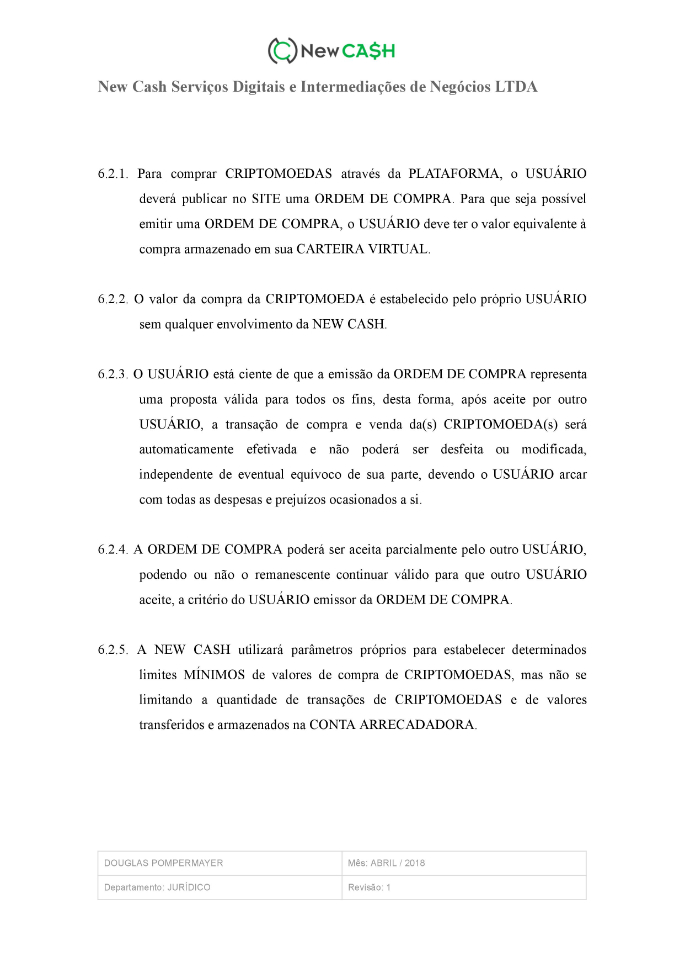 New CA$H
New Cash Serviços Digitais e Intermediações de Negócios LTDA
6.2.1. Para comprar CRIPTOMOEDAS através da PLATAFORMA, o USUÁRIO
deverá publicar no SITE uma ORDEM DE COMPRA. Para que seja possível
emitir uma ORDEM DE COMPRA, o USUÁRIO deve ter o valor equivalente à
compra armazenado em sua CARTEIRA VIRTUAL.
6.2.2. O valor da compra da CRIPTOMOEDA é estabelecido pelo próprio USUÁRIO
sem qualquer envolvimento da NEW CASH.
6.2.3. O USUÁRIO está ciente de que a emissão da ORDEM DE COMPRA representa
uma proposta válida para todos os fins, desta forma, após aceite por outro
USUÁRIO, a transação de compra e venda da(s) CRIPTOMOEDA(s) será
automaticamente efetivada e não poderá ser desfeita ou modificada,
independente de eventual equívoco de sua parte, devendo o USUÁRIO arcar
com todas as despesas e prejuízos ocasionados a si.
6.2.4. A ORDEM DE COMPRA poderá ser aceita parcialmente pelo outro USUÁRIO,
podendo ou não o remanescente continuar válido para que outro USUÁRIO
aceite, a critério do USUÁRIO emissor da ORDEM DE COMPRA.
6.2.5. A NEW CASH utilizará parâmetros próprios para estabelecer determinados
limites MÍNIMOS de valores de compra de CRIPTOMOEDAS, mas não se
limitando a quantidade de transações de CRIPTOMOEDAS e de valores
transferidos e armazenados na CONTA ARRECADADORA.
DOUGLAS POMPERMAYER
Mês: ABRIL / 2018
Departamento: JURÍDICO
Revisão: 1